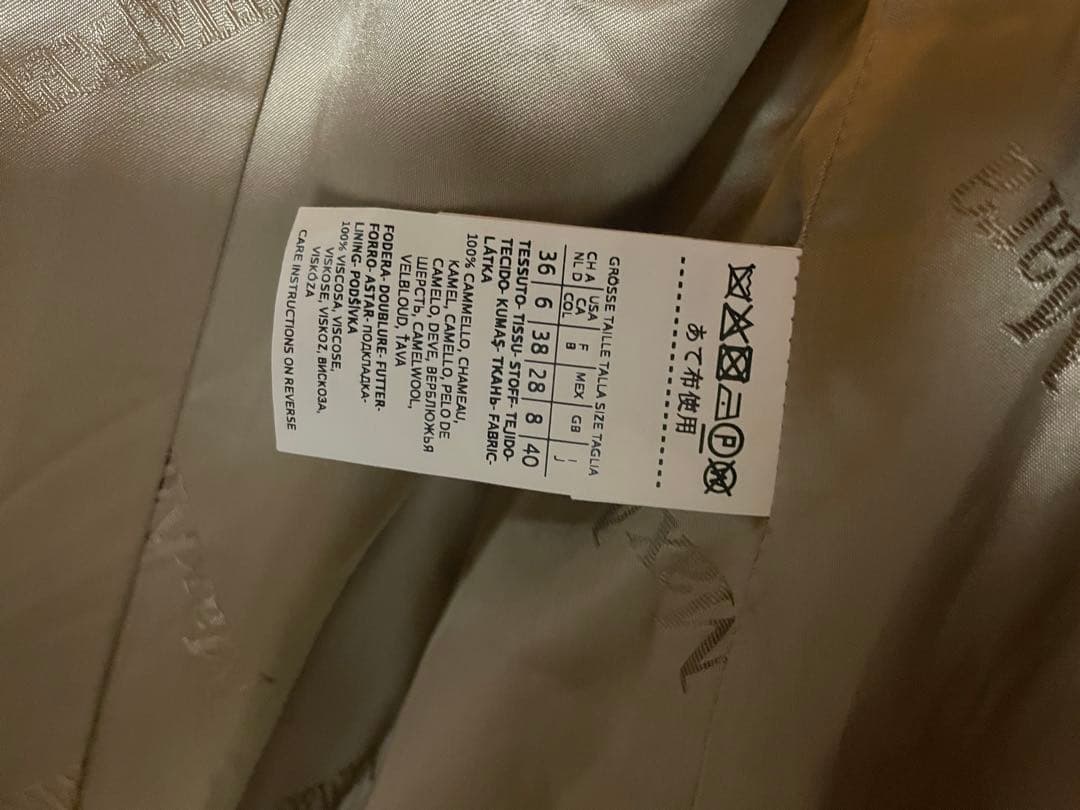 あて布使用
GRÖSSE TAILLE TALLA SIZE TAGLIA
CH A USA F MEX GB I
NL D CA B J
COL
36 6 38 28 8 40
TESSUTO- TISSU- STOFF- TEJIDO-
TECIDO- KUMAŞ- ТКАНЬ- FABRIC-
LÁTKA
100% CAMMELLO, CHAMEAU,
KAMEL, CAMELLO, PELO DE
CAMELO, DEVE, ВЕРБЛЮЖЬЯ
ШЕРСТЬ, CAMELWOOL,
VELBLOUD, ŤAVA
FODERA- DOUBLURE- FUTTER-
FORRO- ASTAR- ПОДКЛАДКА-
LINING- PODŠÍVKA
100% VISCOSA, VISCOSE,
VISKOSE, VISKOZ, ВИСКОЗА,
VISKÓZA
CARE INSTRUCTIONS ON REVERSE